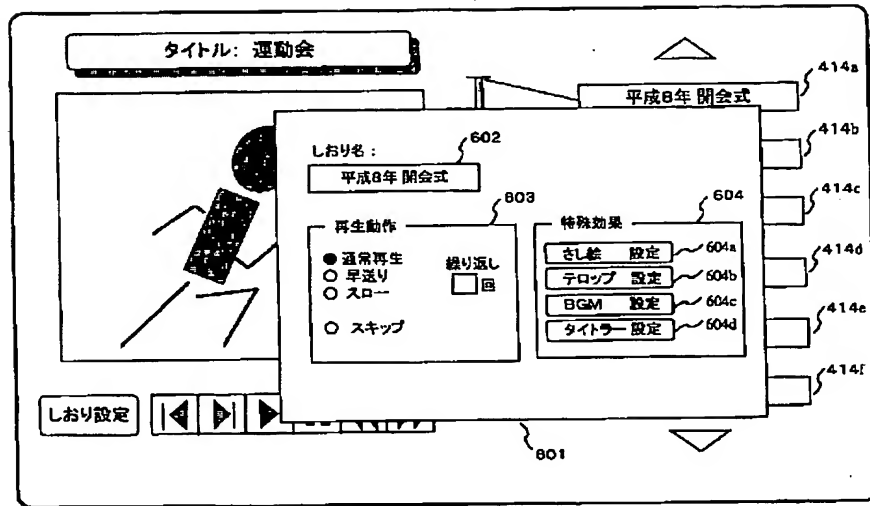 タイトル: 運動会
414a
平成8年 開会式
414b
602
しおり名:
平成8年 開会式
414c
603
604
再生動作
特殊効果
通常再生
早送り
スロー
スキップ
繰り返し
回
さし絵 設定
604a
テロップ 設定
604b
BGM 設定
604c
タイトラー 設定
604d
414d
414e
414f
しおり設定
601